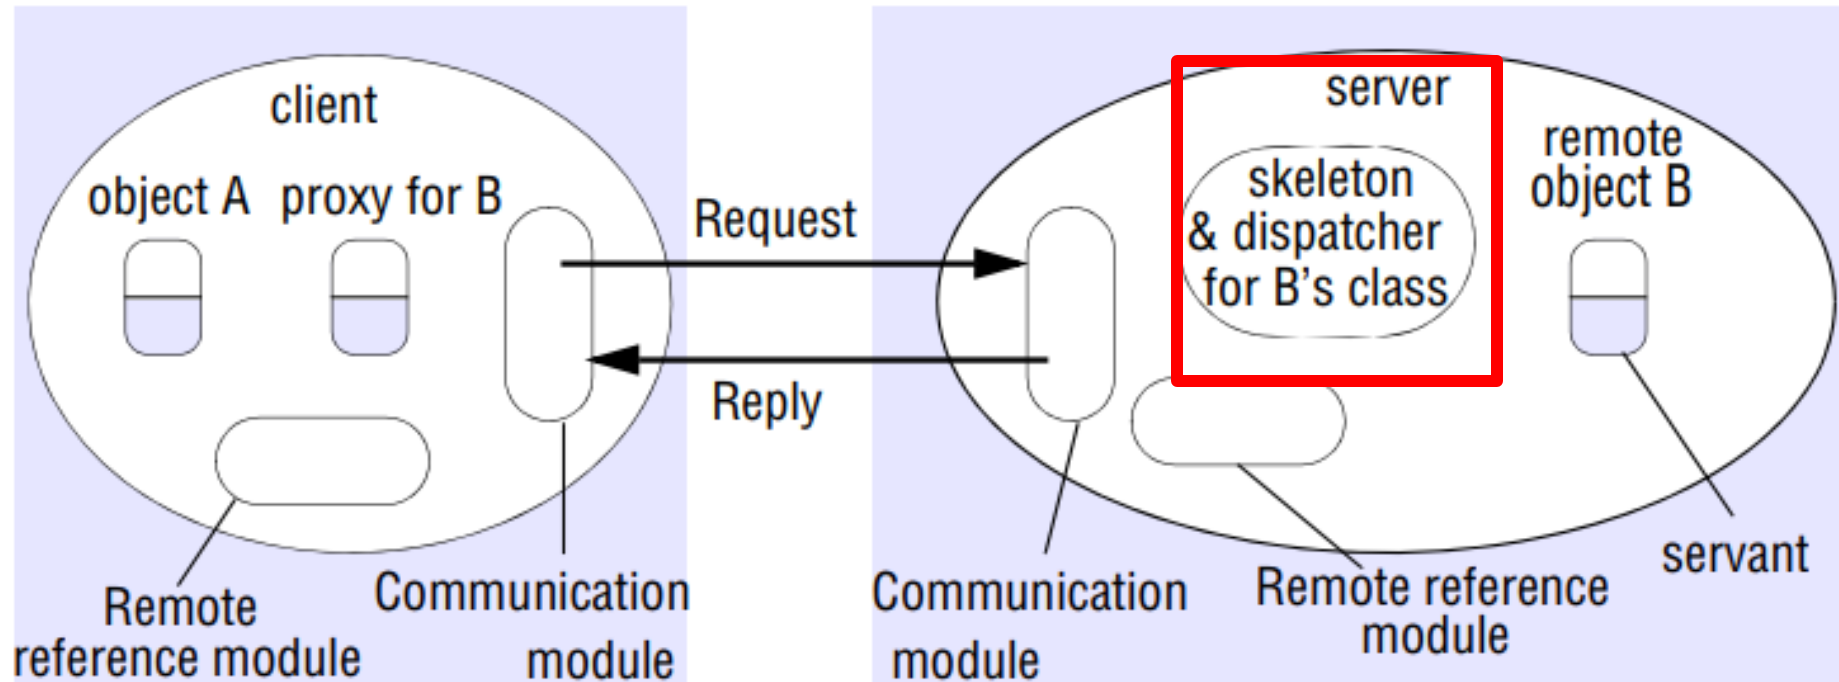 client
object A
proxy for B
Request
Reply
Remote
reference module
Communication
module
server
skeleton
& dispatcher
for B’s class
remote
object B
Communication
module
Remote reference
module
servant